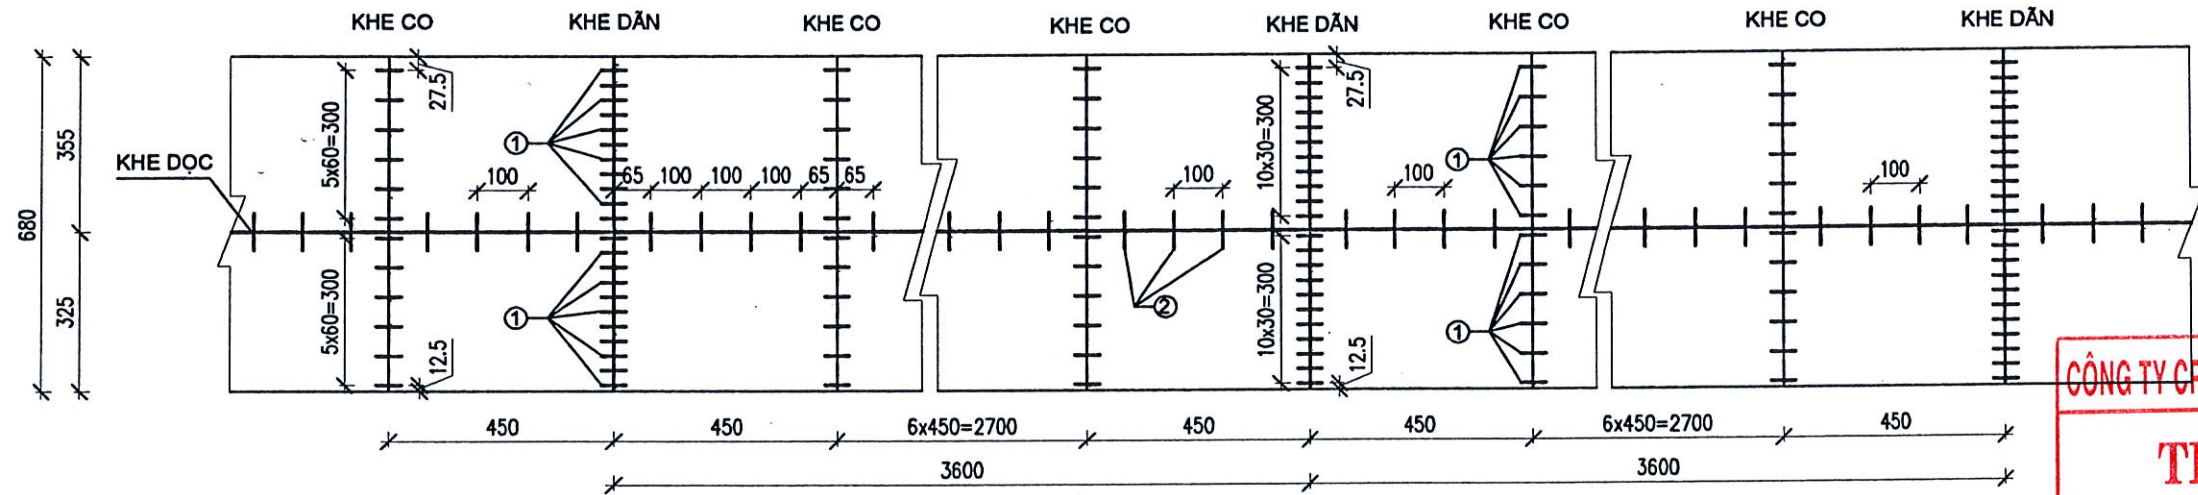 KHE CO KHE DÃN KHE CO KHE CO KHE DÃN KHE CO KHE CO KHE DÃN
27.5 27.5
5x60=300 10x30=300
355
① ①
KHE DỌC
100 65 100 100 100 65 65 100 100 100
680
325
5x60=300 10x30=300
① ② ①
12.5 12.5
CÔNG TY
450 450 6x450=2700 450 450 6x450=2700 450
3600 3600